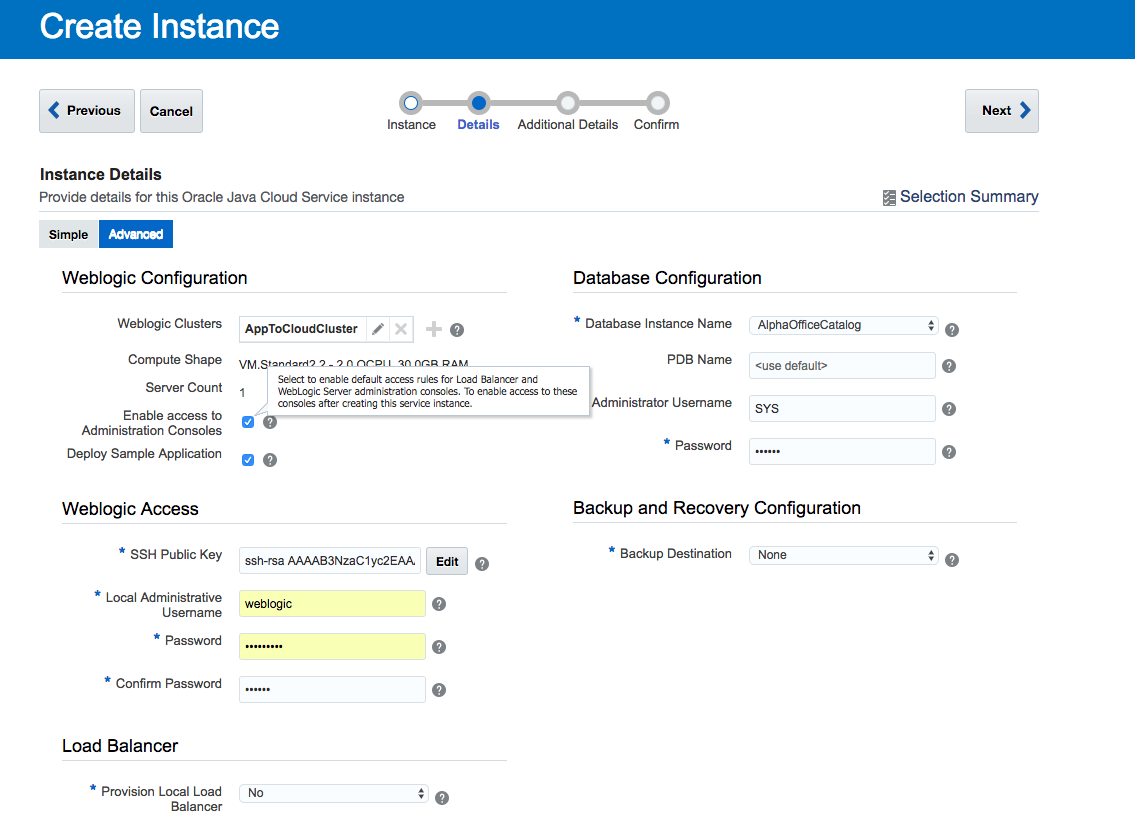 Create Instance
Previous
Cancel
Instance
Details
Additional Details
Confirm
Next
Instance Details
Provide details for this Oracle Java Cloud Service instance
Selection Summary
Simple
Advanced
Weblogic Configuration
Weblogic Clusters
AppToCloudCluster
?
Compute Shape
VM.Standard2.2 - 2.0 OCPU, 30.0GB RAM
Server Count
1
Select to enable default access rules for Load Balancer and
WebLogic Server administration consoles. To enable access to these
consoles after creating this service instance.
Enable access to
Administration Consoles
?
Deploy Sample Application
?
Database Configuration
* Database Instance Name
AlphaOfficeCatalog
?
PDB Name
<use default>
?
Administrator Username
SYS
?
* Password
••••••
?
Weblogic Access
* SSH Public Key
ssh-rsa AAAAB3NzaC1yc2EAA
Edit
?
* Local Administrative
Username
weblogic
?
* Password
•••••••••
?
* Confirm Password
••••••
?
Backup and Recovery Configuration
* Backup Destination
None
?
Load Balancer
* Provision Local Load
Balancer
No
?